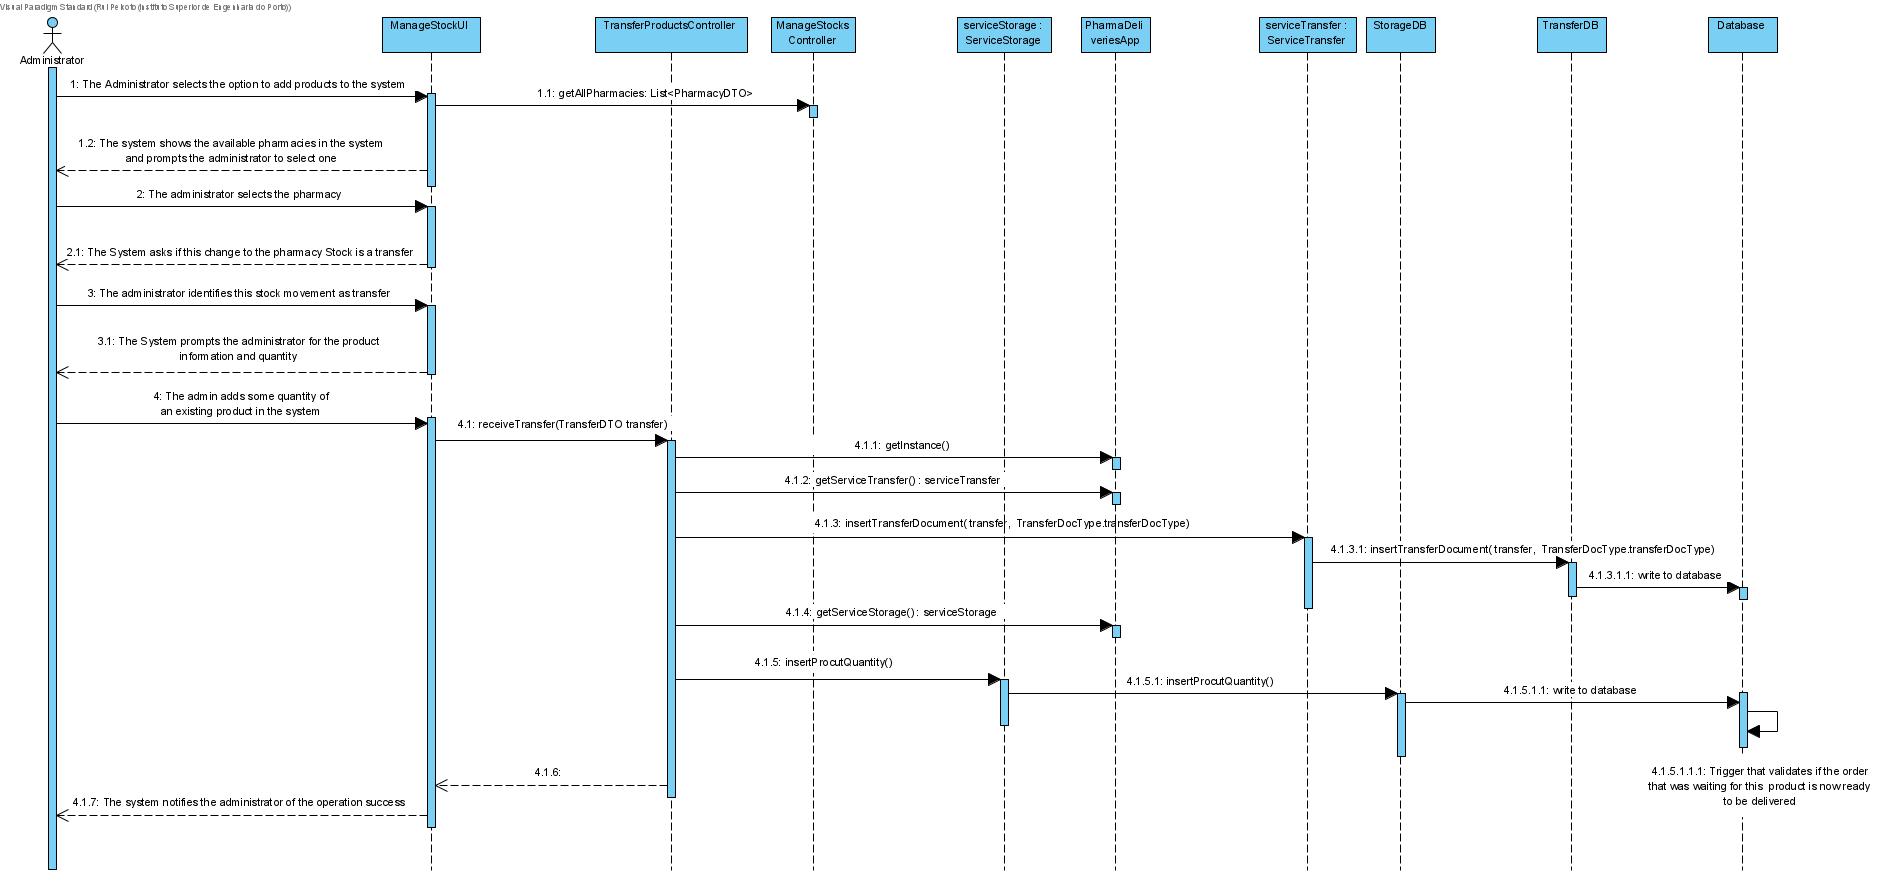 Visual Paradigm Standard (Rui Peixoto (Instituto Superior de Engenharia do Porto))
Administrator
ManageStockUI
TransferProductsController
ManageStocks
Controller
serviceStorage :
ServiceStorage
PharmaDeli
veriesApp
serviceTransfer :
ServiceTransfer
StorageDB
TransferDB
Database
1: The Administrator selects the option to add products to the system
1.1: getAllPharmacies: List<PharmacyDTO>
1.2: The system shows the available pharmacies in the system
and prompts the administrator to select one
2: The administrator selects the pharmacy
2.1: The System asks if this change to the pharmacy Stock is a transfer
3: The administrator identifies this stock movement as transfer
3.1: The System prompts the administrator for the product
information and quantity
4: The admin adds some quantity of
an existing product in the system
4.1: receiveTransfer(TransferDTO transfer)
4.1.1: getInstance()
4.1.2: getServiceTransfer() : serviceTransfer
4.1.3: insertTransferDocument( transfer, TransferDocType.transferDocType)
4.1.3.1: insertTransferDocument( transfer, TransferDocType.transferDocType)
4.1.3.1.1: write to database
4.1.4: getServiceStorage() : serviceStorage
4.1.5: insertProcutQuantity()
4.1.5.1: insertProcutQuantity()
4.1.5.1.1: write to database
4.1.5.1.1.1: Trigger that validates if the order
that was waiting for this product is now ready
to be delivered
4.1.6:
4.1.7: The system notifies the administrator of the operation success